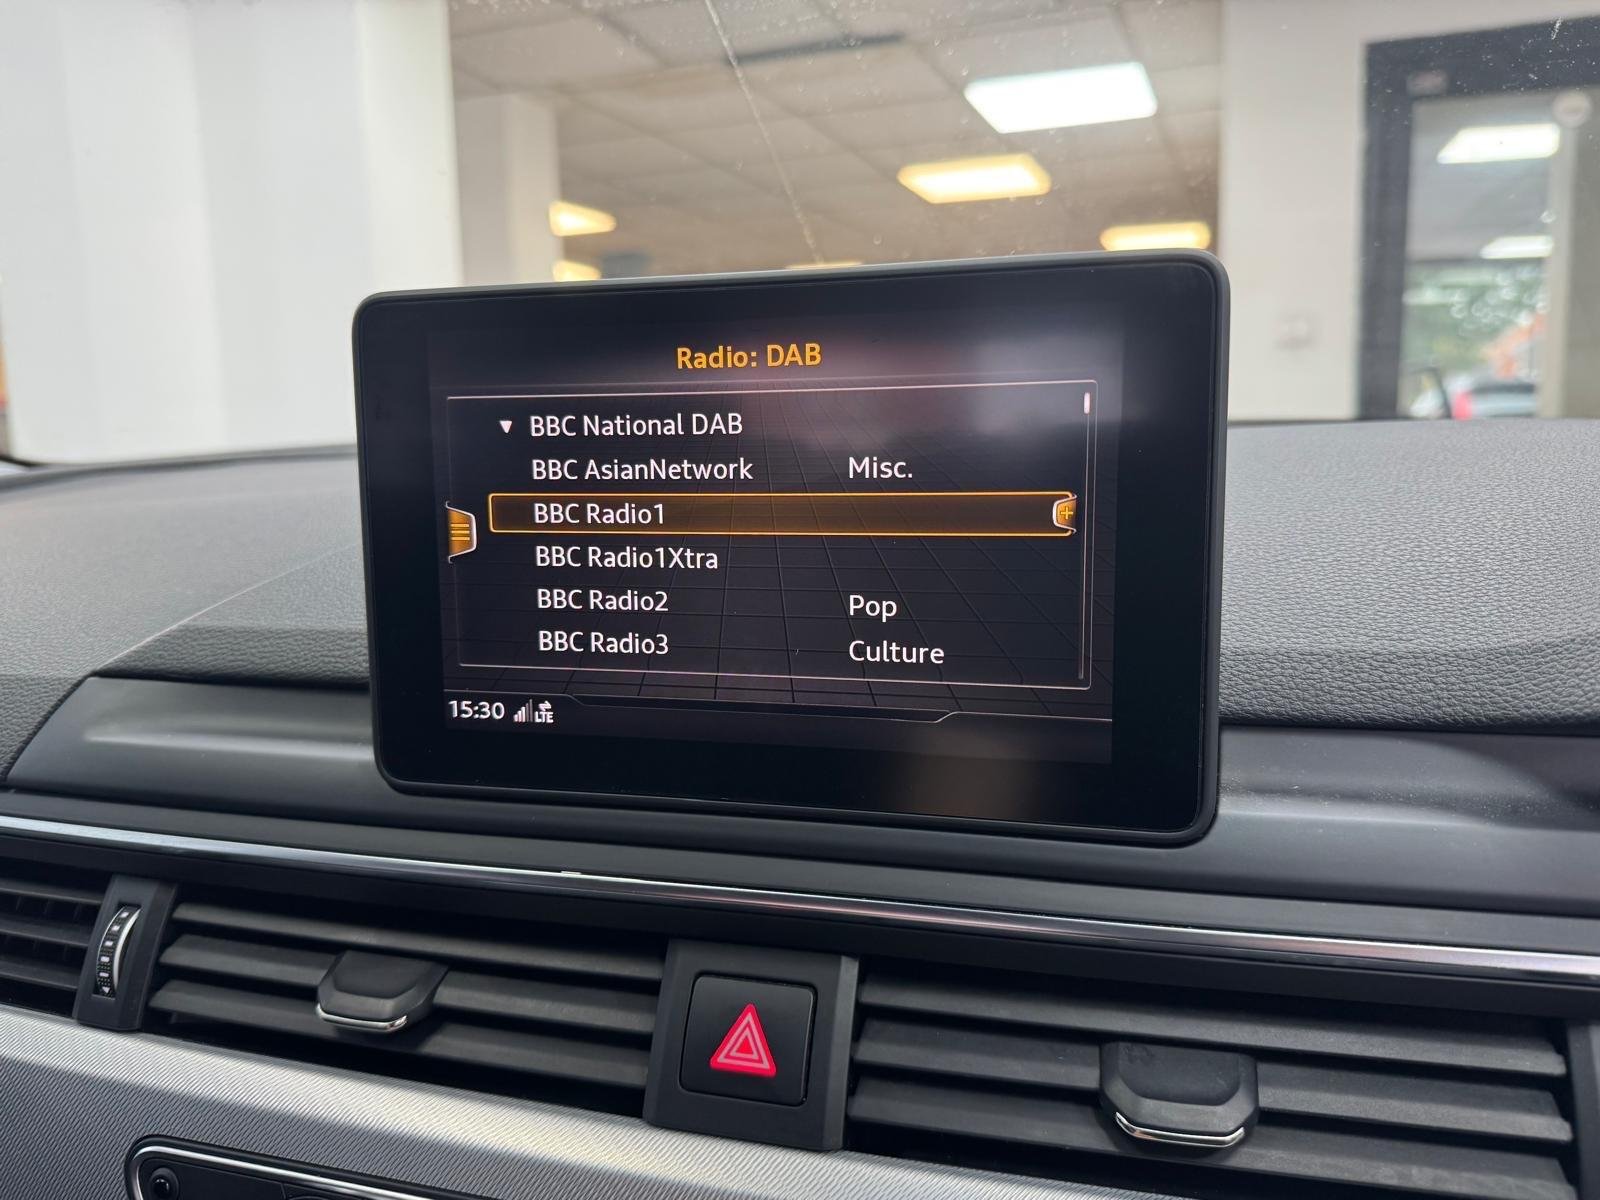 Radio: DAB
BBC National DAB
BBC AsianNetwork Misc.
BBC Radio1
BBC Radio1Xtra
BBC Radio2 Pop
BBC Radio3 Culture
15:30 LTE